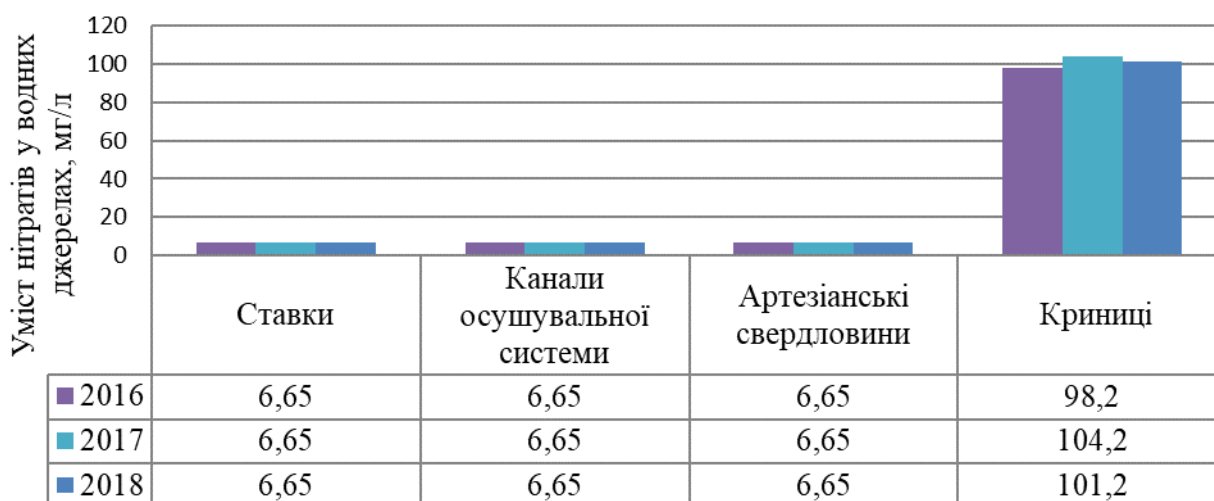 Уміст нітратів у водних
джерелах, мг/л
120
100
80
60
40
20
0
Ставки
Канали
осушувальної
системи
Артезіанські
свердловини
Криниці
2016 6,65 6,65 6,65 98,2
2017 6,65 6,65 6,65 104,2
2018 6,65 6,65 6,65 101,2